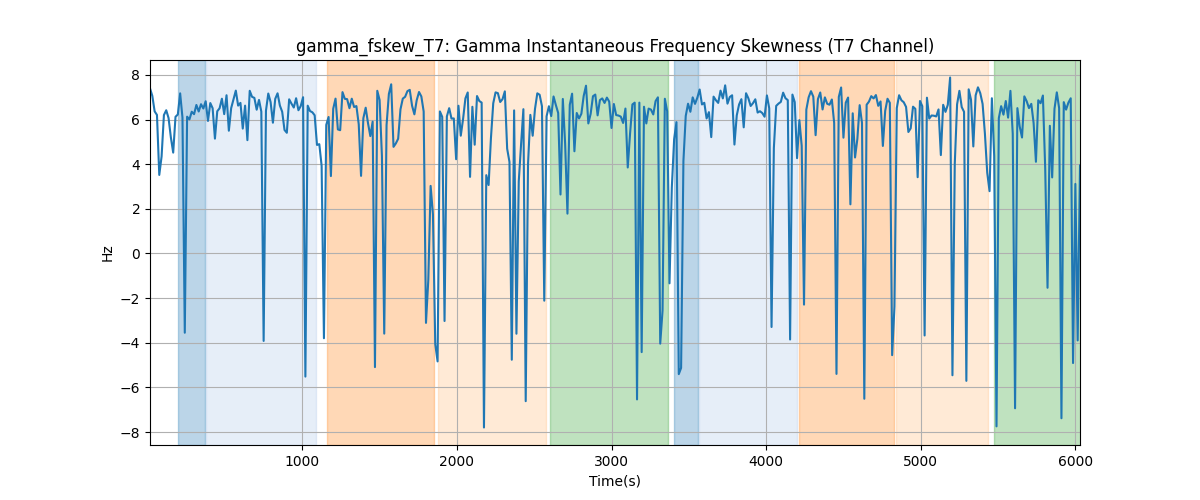 gamma_fskew_T7: Gamma Instantaneous Frequency Skewness (T7 Channel)
8
6
4
2
0
−2
−4
−6
−8
Hz
1000 2000 3000 4000 5000 6000
Time(s)